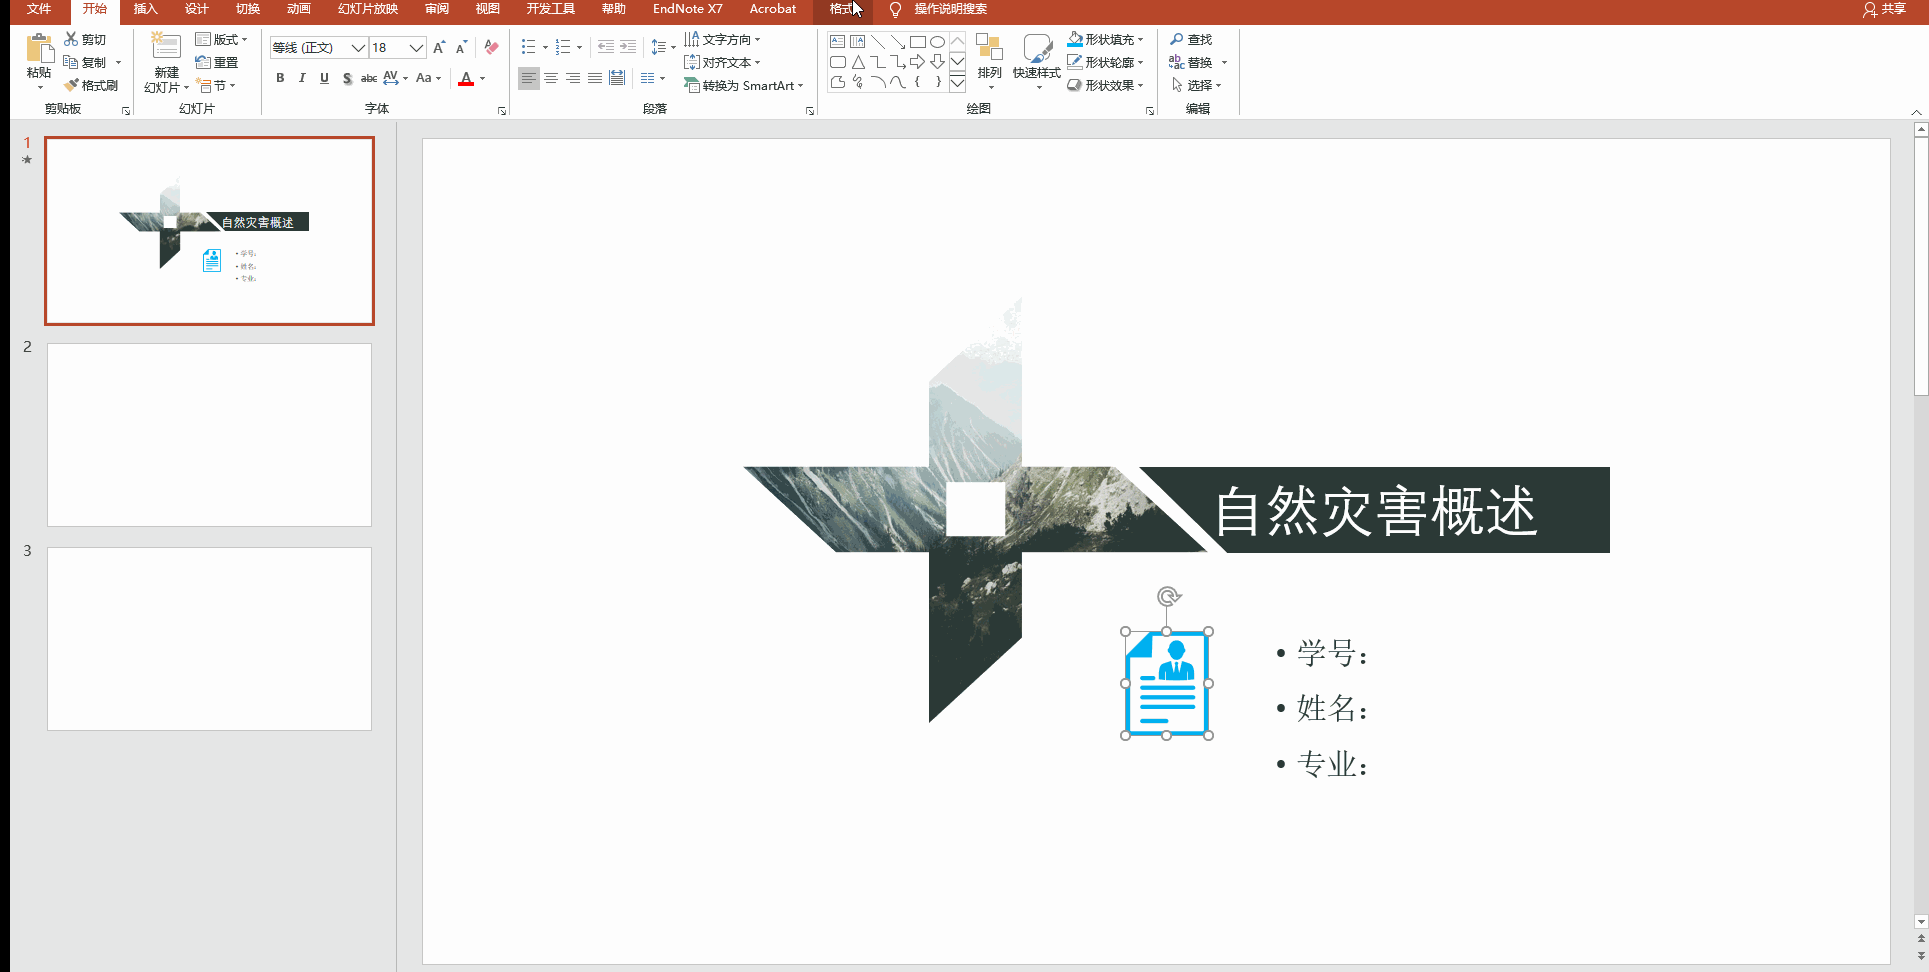 文件 开始 插入 设计 切换 动画 幻灯片放映 审阅 视图 开发工具 帮助 EndNote X7 Acrobat 格式 操作说明搜索 共享
剪切 版式 等线 (正文) 18 A A 文字方向 形状填充 查找
粘贴 复制 新建 重置 对齐文本 排列 快速样式 形状轮廓 替换
格式刷 幻灯片 节 B I U S abc AV Aa A 转换为 SmartArt 形状效果 选择
剪贴板 幻灯片 字体 段落 绘图 编辑
1
自然灾害概述
• 学号:
• 姓名:
• 专业:
2
3
自然灾害概述
• 学号:
• 姓名:
• 专业: